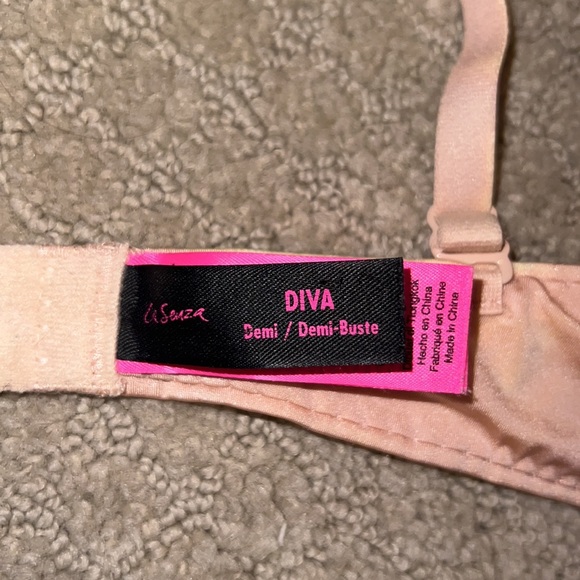 La Senza
DIVA
Demi / Demi-Buste
Hecho en China
Fabriqué en Chine
Made in China